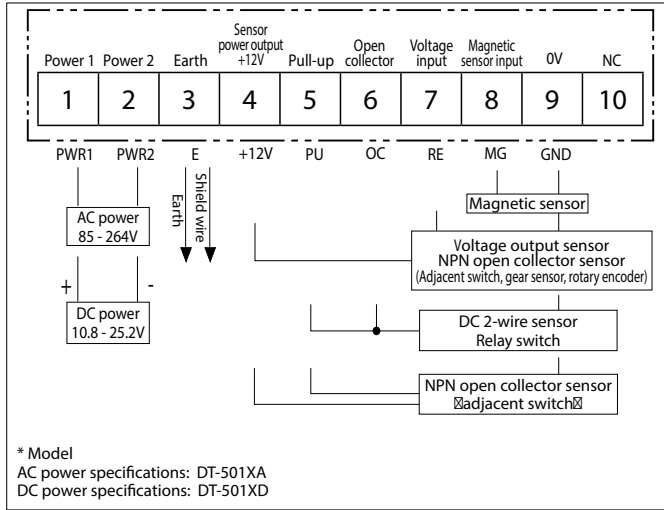 Power 1 Power 2 Earth Sensor power output +12V Pull-up Open collector Voltage input Magnetic sensor input 0V NC
1 2 3 4 5 6 7 8 9 10
PWR1 PWR2 E +12V PU OC RE MG GND
Earth
Shield wire
AC power
85 - 264V
+ -
DC power
10.8 - 25.2V
Magnetic sensor
Voltage output sensor
NPN open collector sensor
(Adjacent switch, gear sensor, rotary encoder)
DC 2-wire sensor
Relay switch
NPN open collector sensor
adjacent switch
* Model
AC power specifications: DT-501XA
DC power specifications: DT-501XD